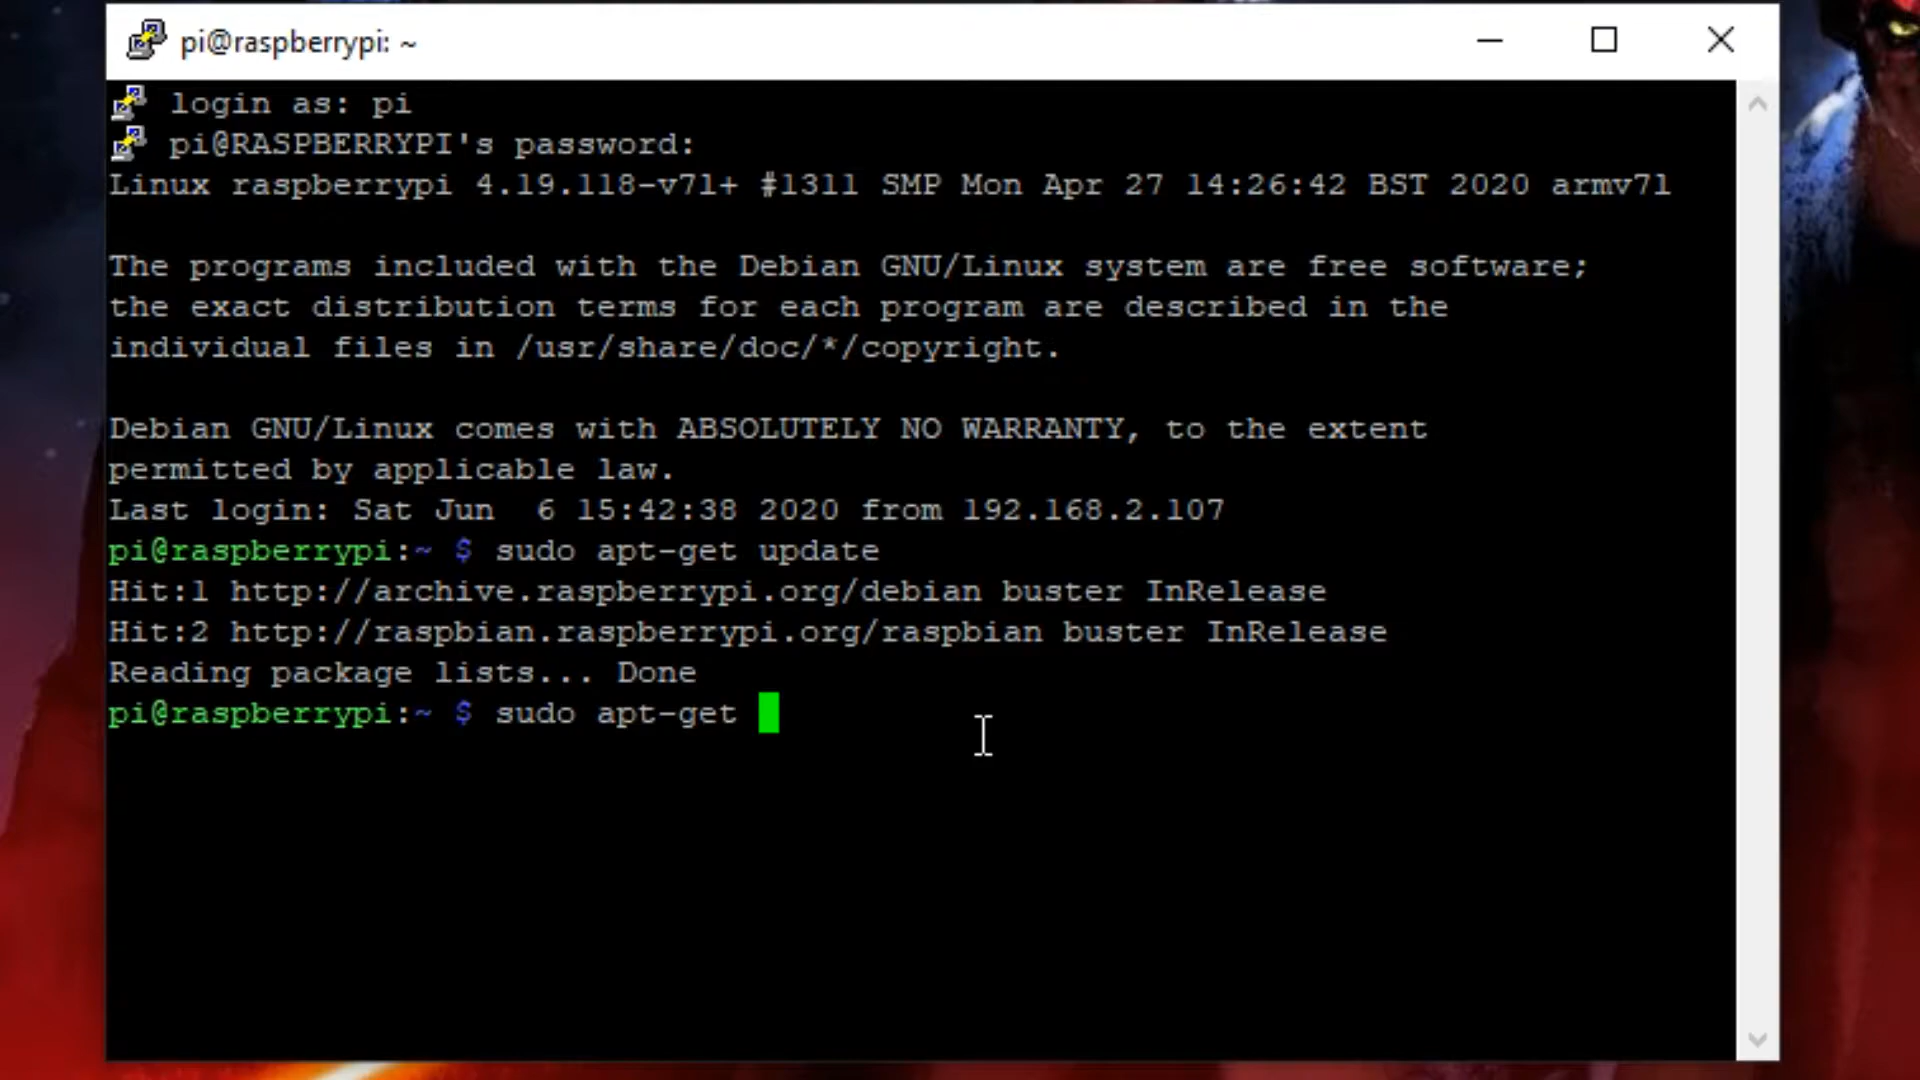 pi@raspberrypi: ~
login as: pi
pi@RASPBERRYPI's password:
Linux raspberrypi 4.19.118-v7l+ #1311 SMP Mon Apr 27 14:26:42 BST 2020 armv7l
The programs included with the Debian GNU/Linux system are free software;
the exact distribution terms for each program are described in the
individual files in /usr/share/doc/*/copyright.
Debian GNU/Linux comes with ABSOLUTELY NO WARRANTY, to the extent
permitted by applicable law.
Last login: Sat Jun  6 15:42:38 2020 from 192.168.2.107
pi@raspberrypi:~ $ sudo apt-get update
Hit:1 http://archive.raspberrypi.org/debian buster InRelease
Hit:2 http://raspbian.raspberrypi.org/raspbian buster InRelease
Reading package lists... Done
pi@raspberrypi:~ $ sudo apt-get